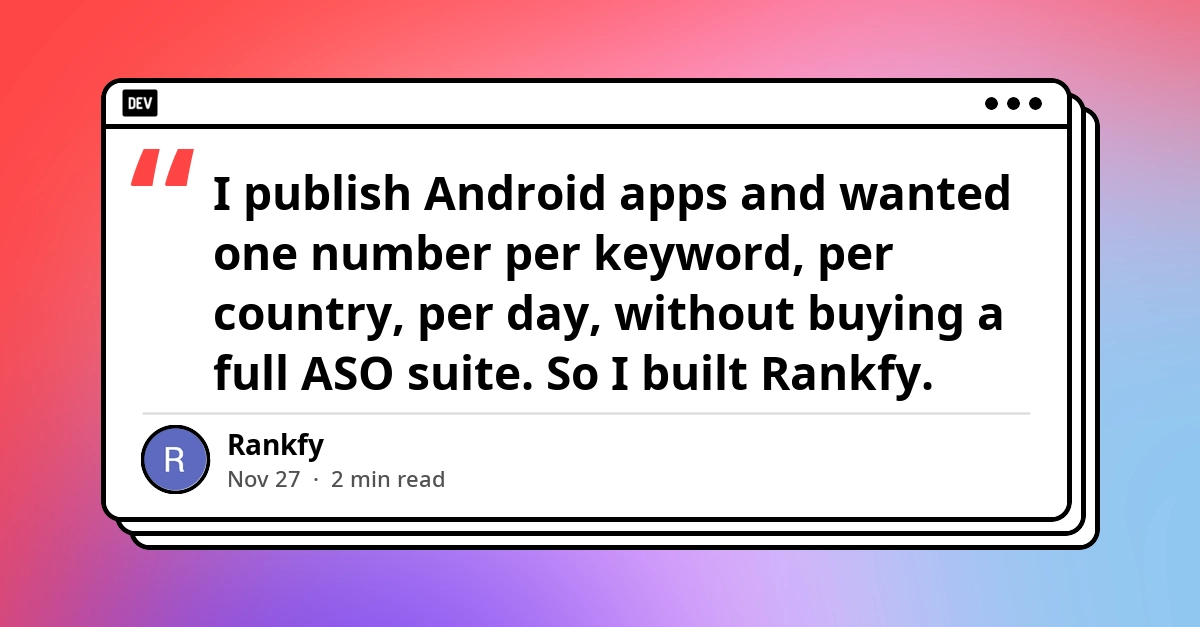 DEV
“ I publish Android apps and wanted
one number per keyword, per
country, per day, without buying a
full ASO suite. So I built Rankfy.
R
Rankfy
Nov 27 · 2 min read